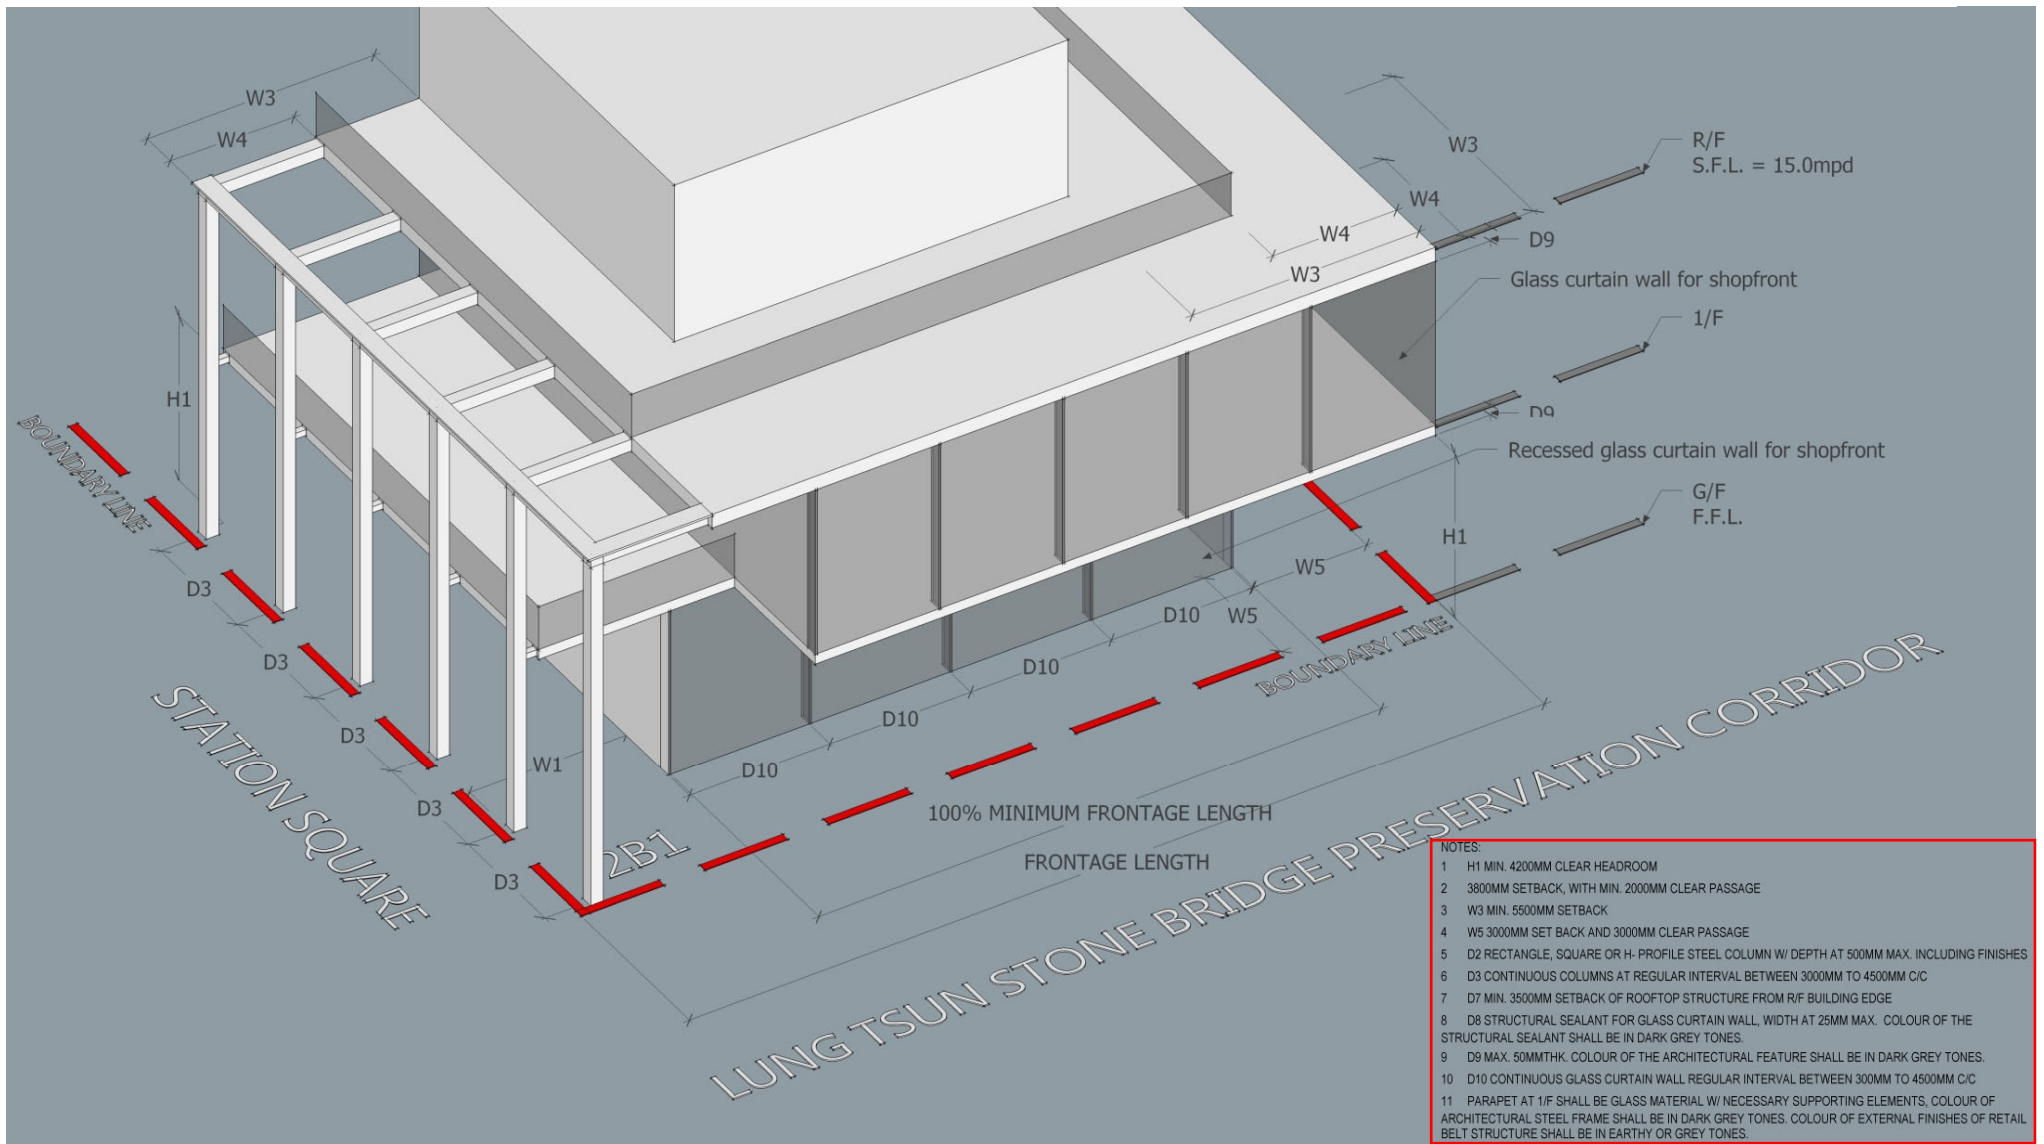 W3
W4
W3
R/F
S.F.L. = 15.0mpd
W4
W4
D9
W3
Glass curtain wall for shopfront
1/F
H1
D9
BOUNDARY LINE
Recessed glass curtain wall for shopfront
G/F
F.F.L.
H1
W5
D3
D10
W5
D3
D10
BOUNDARY LINE
D3
D10
STATION SQUARE
W1
D10
D3
100% MINIMUM FRONTAGE LENGTH
2B1
FRONTAGE LENGTH
D3
LUNG TSUN STONE BRIDGE PRESERVATION CORRIDOR
NOTES:
1 H1 MIN. 4200MM CLEAR HEADROOM
2 3800MM SETBACK, WITH MIN. 2000MM CLEAR PASSAGE
3 W3 MIN. 5500MM SETBACK
4 W5 3000MM SET BACK AND 3000MM CLEAR PASSAGE
5 D2 RECTANGLE, SQUARE OR H- PROFILE STEEL COLUMN W/ DEPTH AT 500MM MAX. INCLUDING FINISHES
6 D3 CONTINUOUS COLUMNS AT REGULAR INTERVAL BETWEEN 3000MM TO 4500MM C/C
7 D7 MIN. 3500MM SETBACK OF ROOFTOP STRUCTURE FROM R/F BUILDING EDGE
8 D8 STRUCTURAL SEALANT FOR GLASS CURTAIN WALL, WIDTH AT 25MM MAX. COLOUR OF THE
STRUCTURAL SEALANT SHALL BE IN DARK GREY TONES.
9 D9 MAX. 50MMTHK. COLOUR OF THE ARCHITECTURAL FEATURE SHALL BE IN DARK GREY TONES.
10 D10 CONTINUOUS GLASS CURTAIN WALL REGULAR INTERVAL BETWEEN 300MM TO 4500MM C/C
11 PARAPET AT 1/F SHALL BE GLASS MATERIAL W/ NECESSARY SUPPORTING ELEMENTS, COLOUR OF
ARCHITECTURAL STEEL FRAME SHALL BE IN DARK GREY TONES. COLOUR OF EXTERNAL FINISHES OF RETAIL
BELT STRUCTURE SHALL BE IN EARTHY OR GREY TONES.